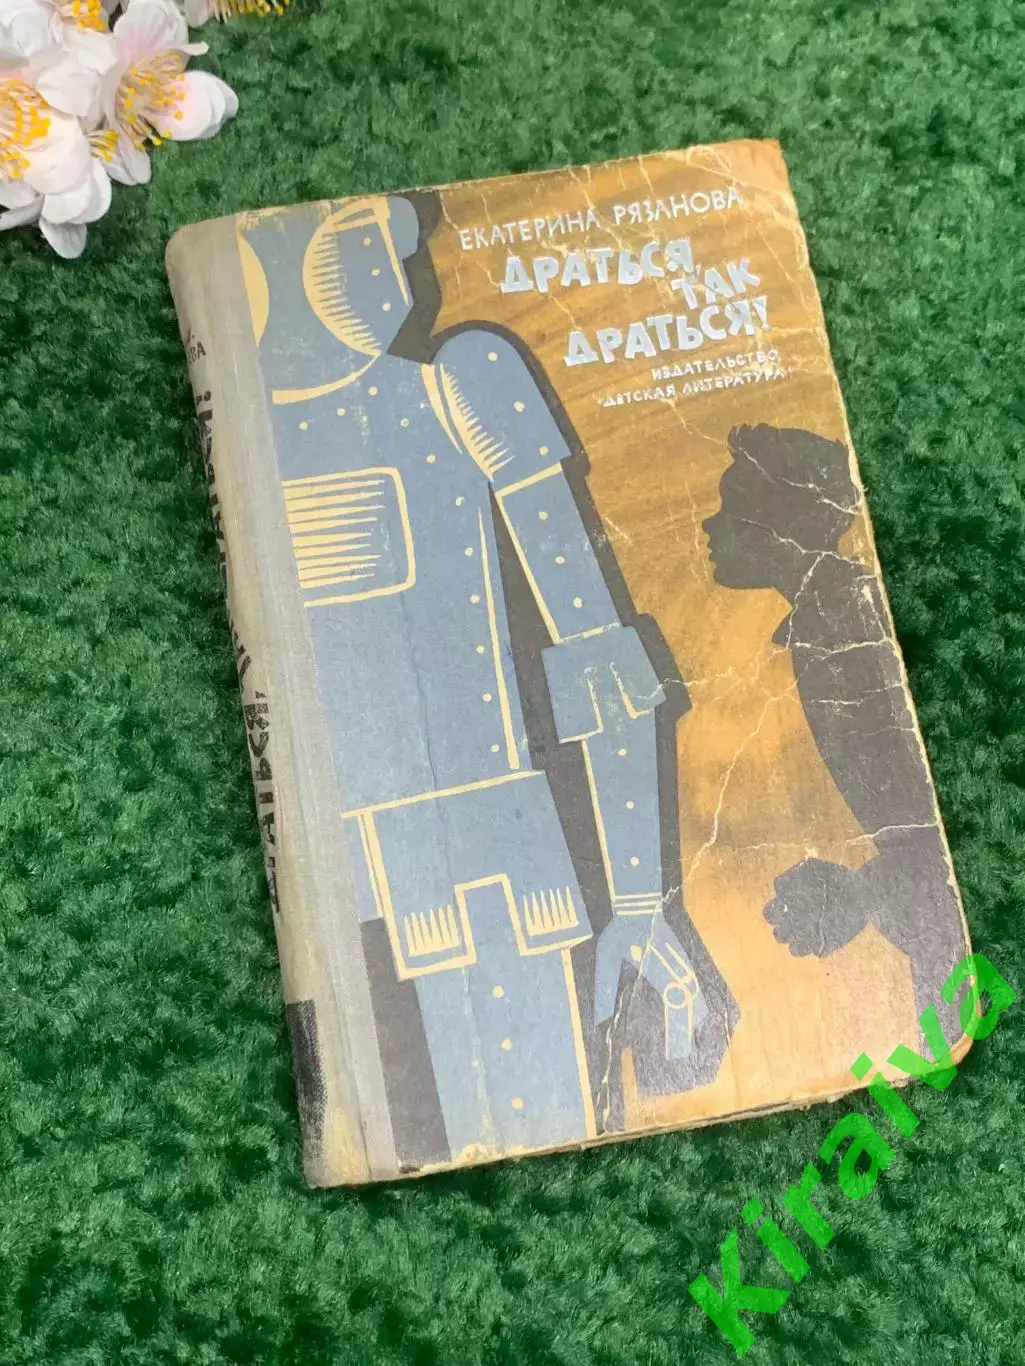 ЕКАТЕРИНА РЯЗАНОВА
ДРАТЬСЯ,
ТАК
ДРАТЬСЯ!
ИЗДАТЕЛЬСТВО
"ДЕТСКАЯ ЛИТЕРАТУРА"
Kiraiva